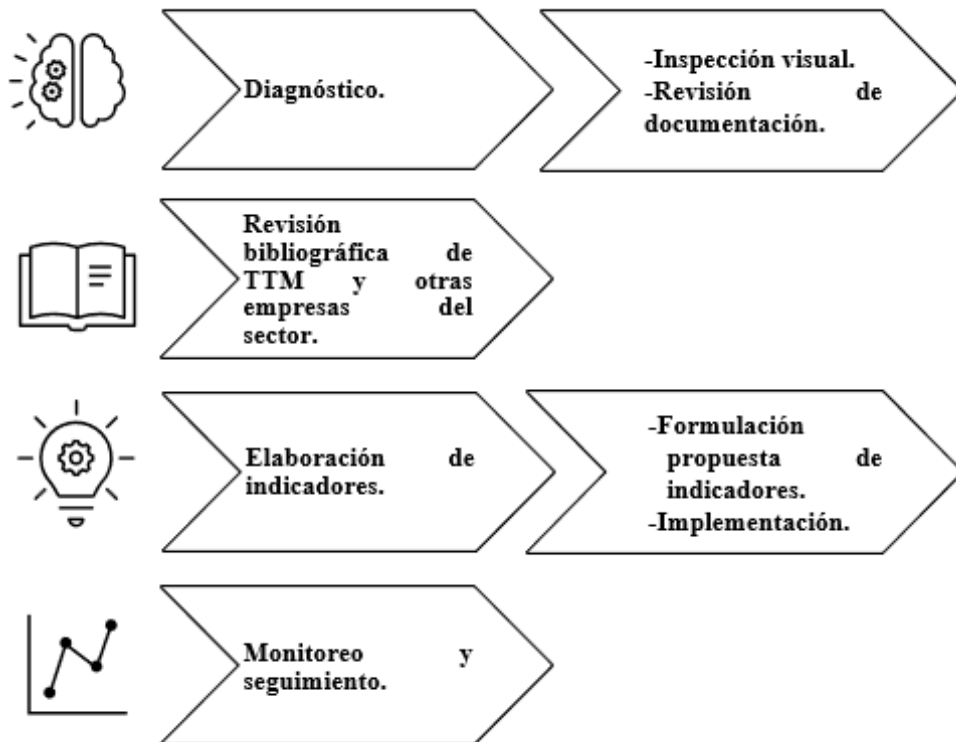 Diagnóstico.
-Inspección visual.
-Revisión de
documentación.
Revisión
bibliográfica de
TTM y otras
empresas del
sector.
Elaboración de
indicadores.
-Formulación
propuesta de
indicadores.
-Implementación.
Monitoreo y
seguimiento.